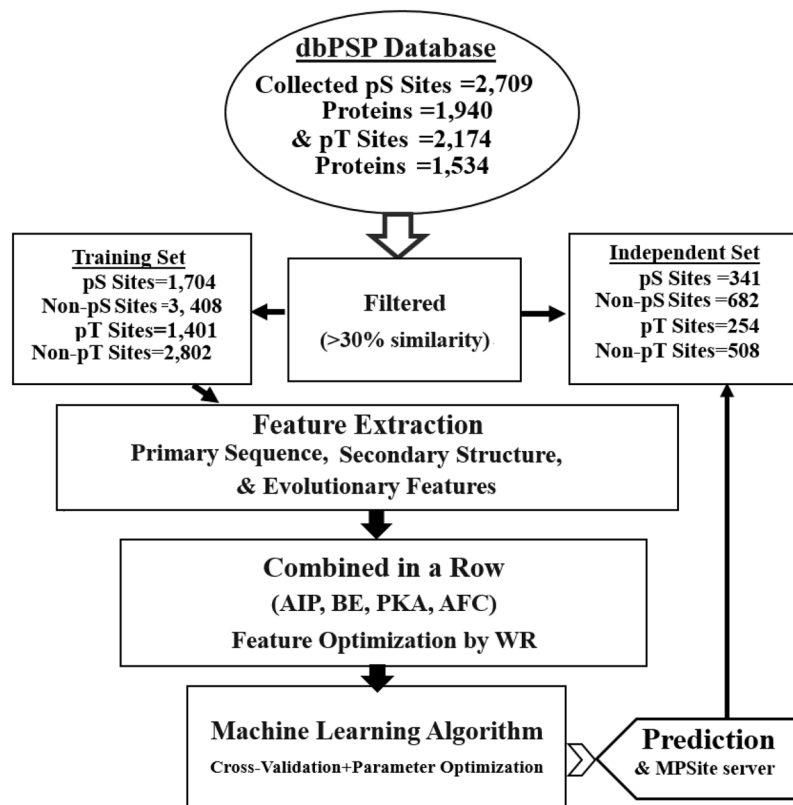 dbPSP Database
Collected pS Sites =2,709
Proteins =1,940
& pT Sites =2,174
Proteins =1,534
Training Set
pS Sites=1,704
Non-pS Sites =3, 408
pT Sites=1,401
Non-pT Sites=2,802
Filtered
(>30% similarity)
Independent Set
pS Sites =341
Non-pS Sites =682
pT Sites=254
Non-pT Sites=508
Feature Extraction
Primary Sequence, Secondary Structure,
& Evolutionary Features
Combined in a Row
(AIP, BE, PKA, AFC)
Feature Optimization by WR
Machine Learning Algorithm
Cross-Validation+Parameter Optimization
Prediction
& MPSite server